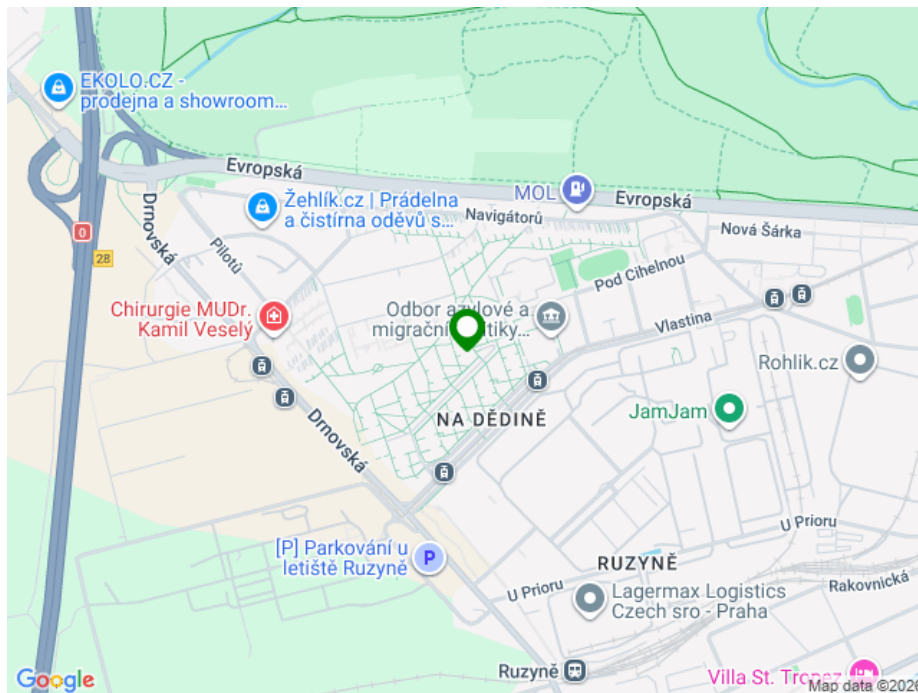 EKOLO.CZ -
prodejna a showroom...
Evropská
MOL
Evropská
Žehlík.cz | Prádelna
a čistírna oděvů s...
Navigátorů
Nová Šárka
Drnovská
Pilotů
0
28
Pod Cihelnou
Chirurgie MUDr.
Kamil Veselý
Odbor azylové a
migrační
Vlastina
Rohlik.cz
JamJam
NA DĚDINĚ
Drnovská
U Prioru
[P] Parkování u
letiště Ruzyně
P
RUZYNĚ
U Prioru
Lagermax Logistics
Czech sro - Praha
Rakovnická
Ruzyně
Villa St. Tropez
Google
Map data ©2026